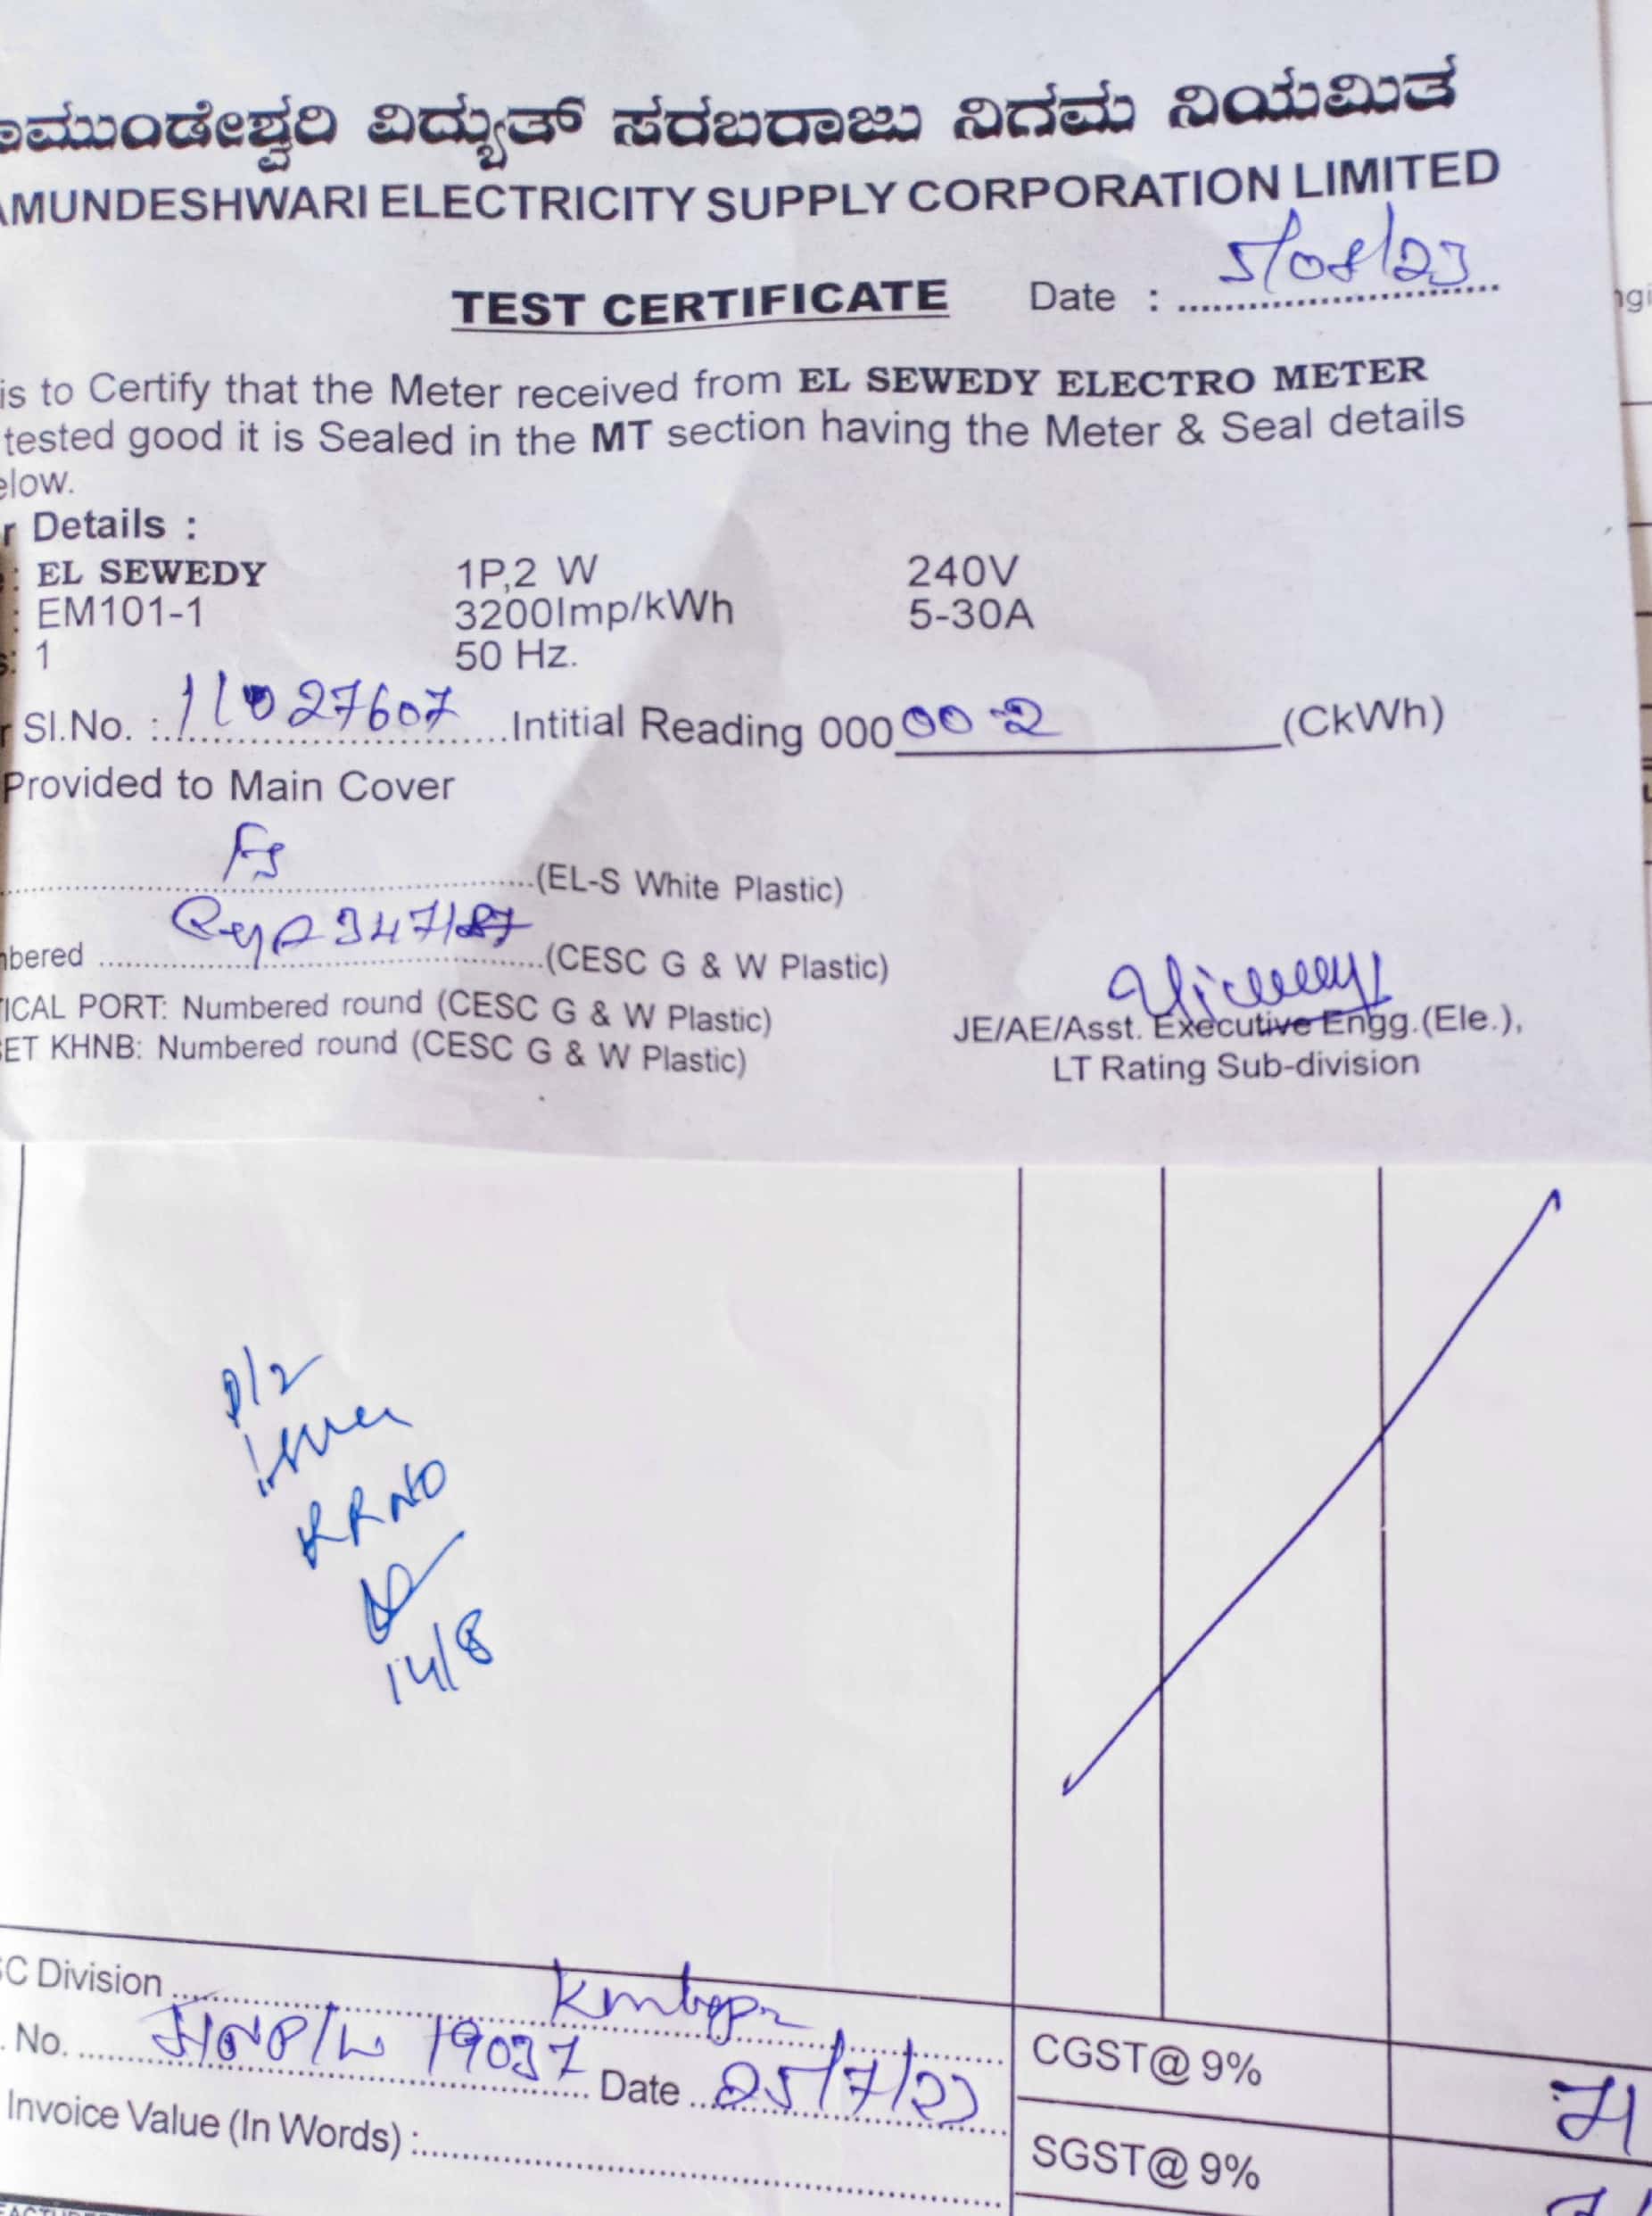 ಾಮುಂಡೇಶ್ವರಿ ವಿದ್ಯುತ್ ಸರಬರಾಜು ನಿಗಮ ನಿಯಮಿತ
AMUNDESHWARI ELECTRICITY SUPPLY CORPORATION LIMITED
TEST CERTIFICATE Date : 5/08/23
is to Certify that the Meter received from EL SEWEDY ELECTRO METER
tested good it is Sealed in the MT section having the Meter & Seal details
elow.
r Details :
: EL SEWEDY 1P,2 W 240V
: EM101-1 3200Imp/kWh 5-30A
s: 1 50 Hz.
r Sl.No. : 11027607 Intitial Reading 000 00 2 (CkWh)
Provided to Main Cover
(EL-S White Plastic)
bered (CESC G & W Plastic)
ICAL PORT: Numbered round (CESC G & W Plastic)
ET KHNB: Numbered round (CESC G & W Plastic)
JE/AE/Asst. Executive Engg.(Ele.),
LT Rating Sub-division
RRNO
14/8
C Division
. No. 19037 Date 05/7/23
Invoice Value (In Words) :
CGST@ 9%
SGST@ 9%